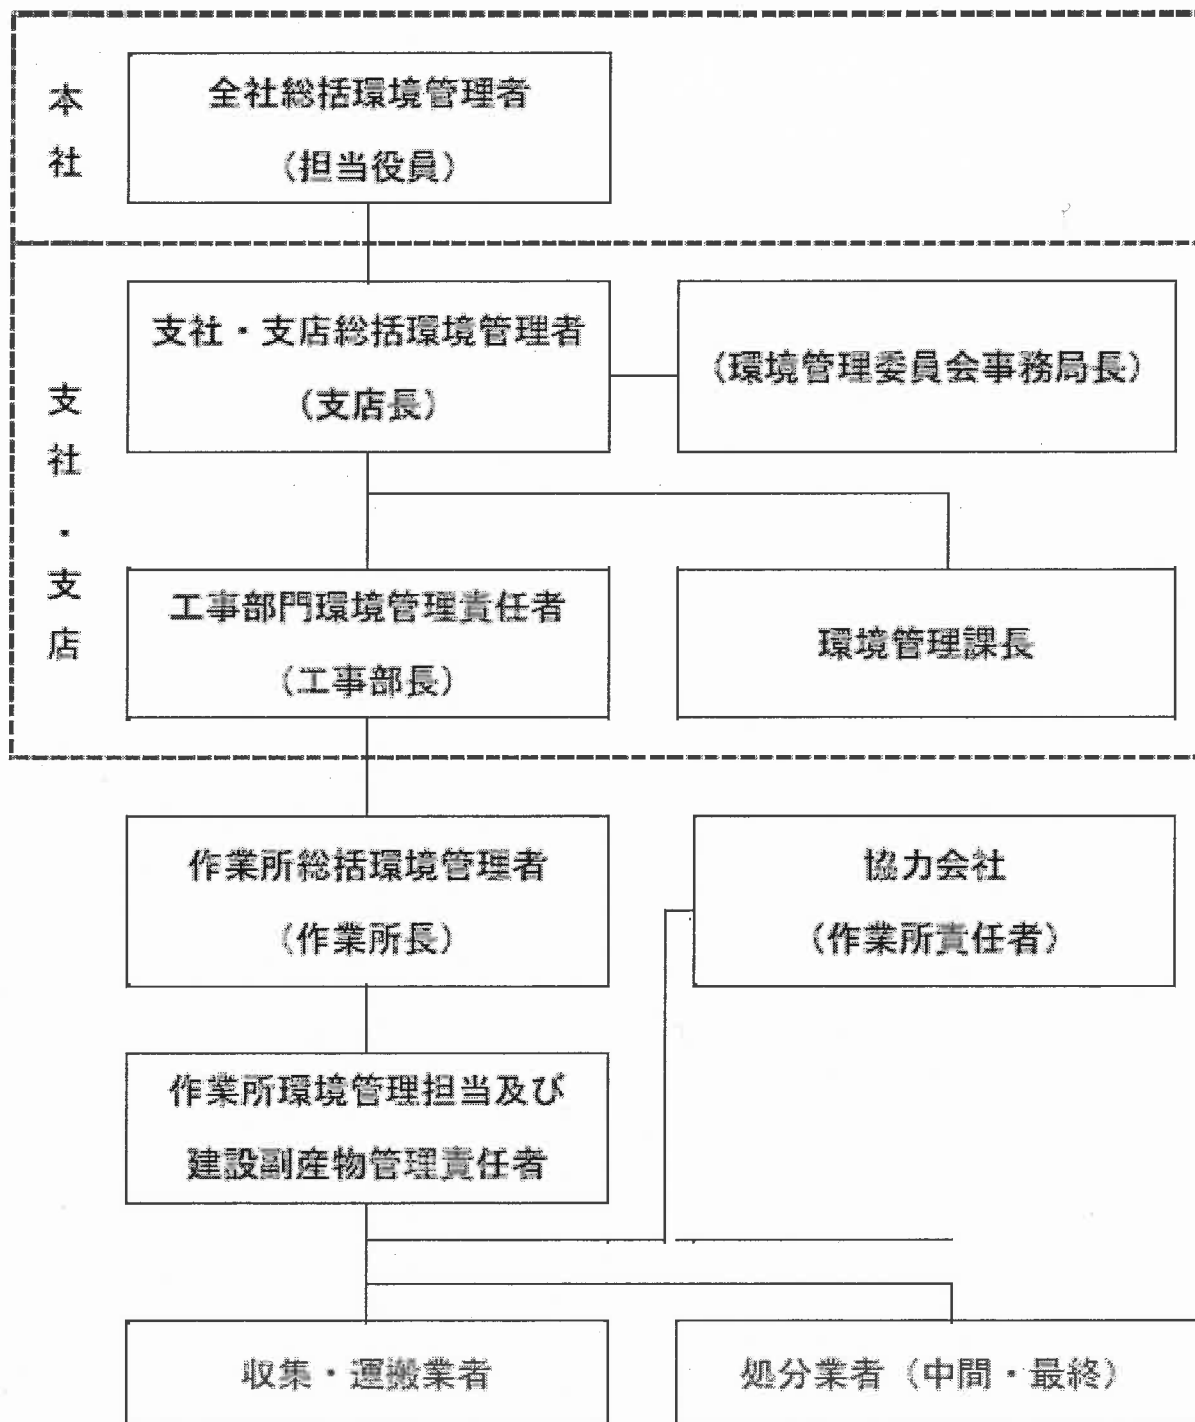 本社
全社総括環境管理者
（担当役員）
支社・支店
支社・支店総括環境管理者
（支店長）
（環境管理委員会事務局長）
工事部門環境管理責任者
（工事部長）
環境管理課長
作業所総括環境管理者
（作業所長）
協力会社
（作業所責任者）
作業所環境管理担当及び
建設副産物管理責任者
収集・運搬業者
処分業者（中間・最終）